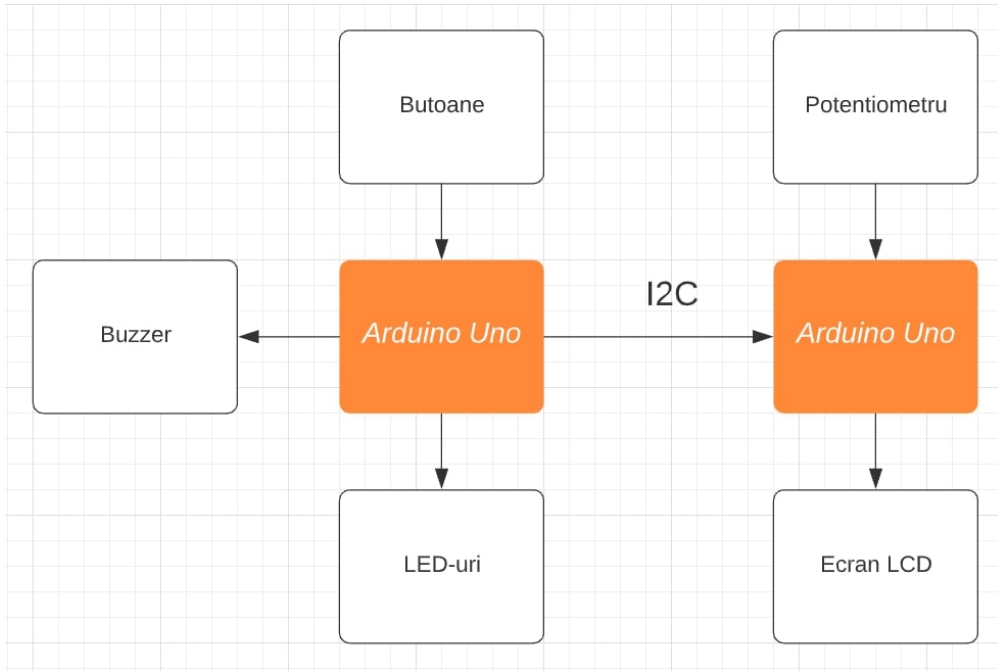 Butoane
Potentiometru
I2C
Buzzer
Arduino Uno
Arduino Uno
LED-uri
Ecran LCD